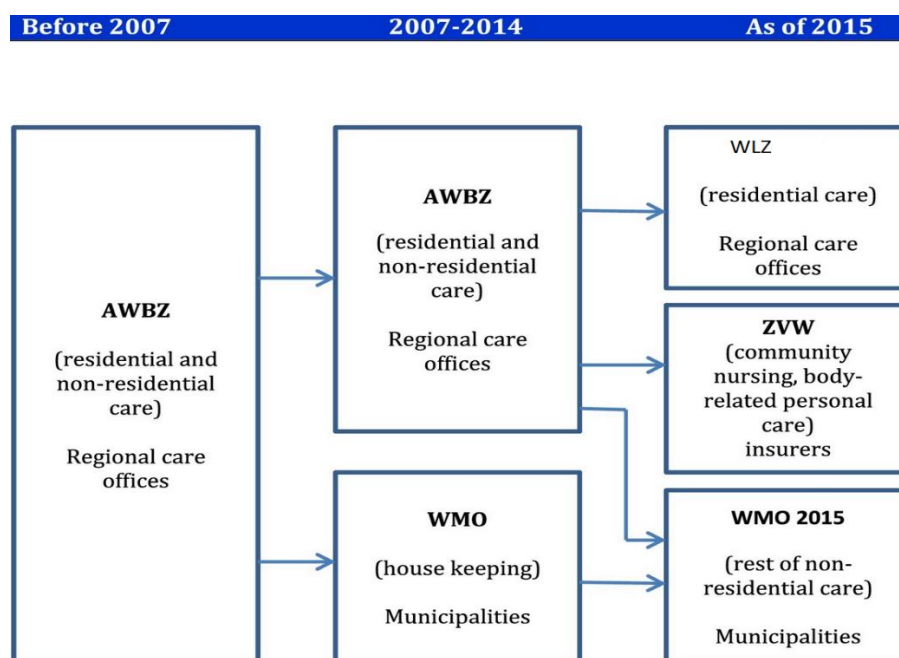 Before 2007
2007-2014
As of 2015
AWBZ
(residential and
non-residential
care)
Regional care
offices
AWBZ
(residential and
non-residential
care)
Regional care
offices
WMO
(house keeping)
Municipalities
WLZ
(residential care)
Regional care
offices
ZVW
(community
nursing, body-
related personal
care)
insurers
WMO 2015
(rest of non-
residential care)
Municipalities